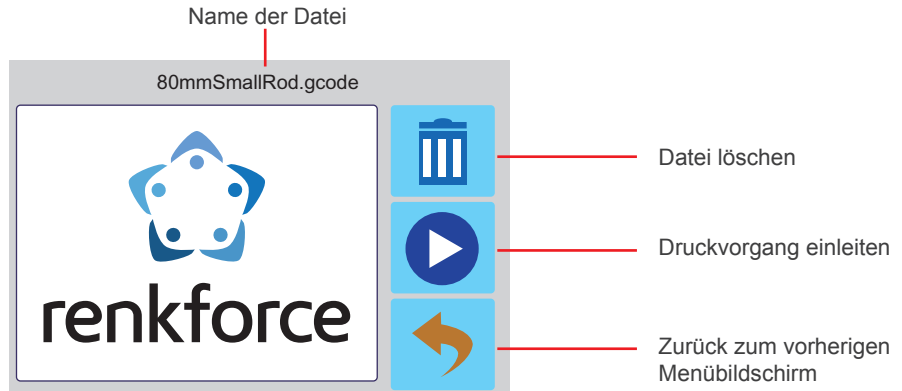 Name der Datei
80mmSmallRod.gcode
renkforce
Datei löschen
Druckvorgang einleiten
Zurück zum vorherigen
Menübildschirm